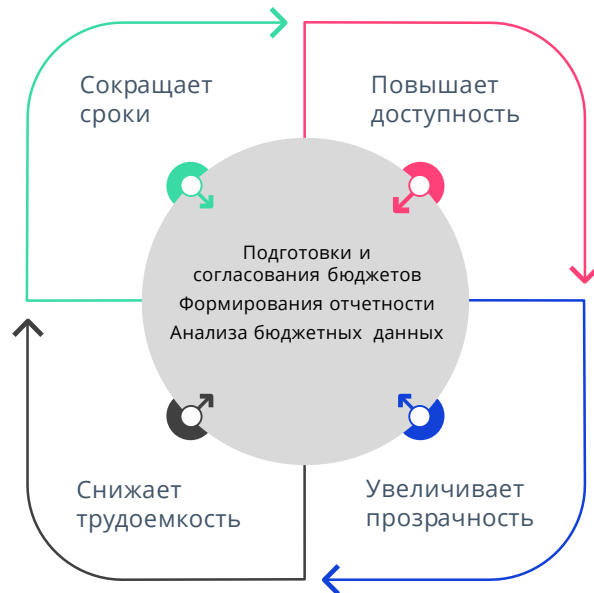 Сокращает
сроки
Повышает
доступность
Подготовки и
согласования бюджетов
Формирования отчетности
Анализа бюджетных данных
Снижает
трудоемкость
Увеличивает
прозрачность